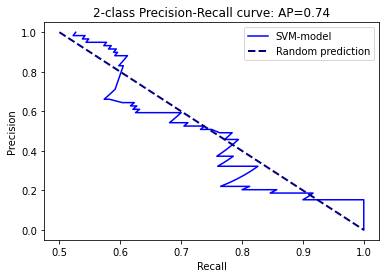 2-class Precision-Recall curve: AP=0.74
SVM-model
Random prediction
Precision
1.0
0.8
0.6
0.4
0.2
0.0
0.5
0.6
0.7
0.8
0.9
1.0
Recall